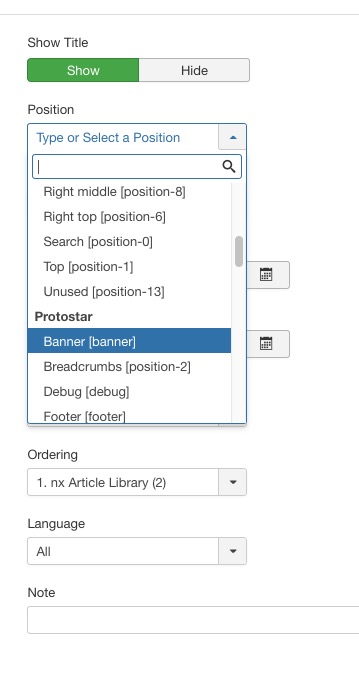 Show Title
Show Hide
Position
Type or Select a Position
Right middle [position-8]
Right top [position-6]
Search [position-0]
Top [position-1]
Unused [position-13]
Protostar
Banner [banner]
Breadcrumbs [position-2]
Debug [debug]
Footer [footer]
Ordering
1. nx Article Library (2)
Language
All
Note